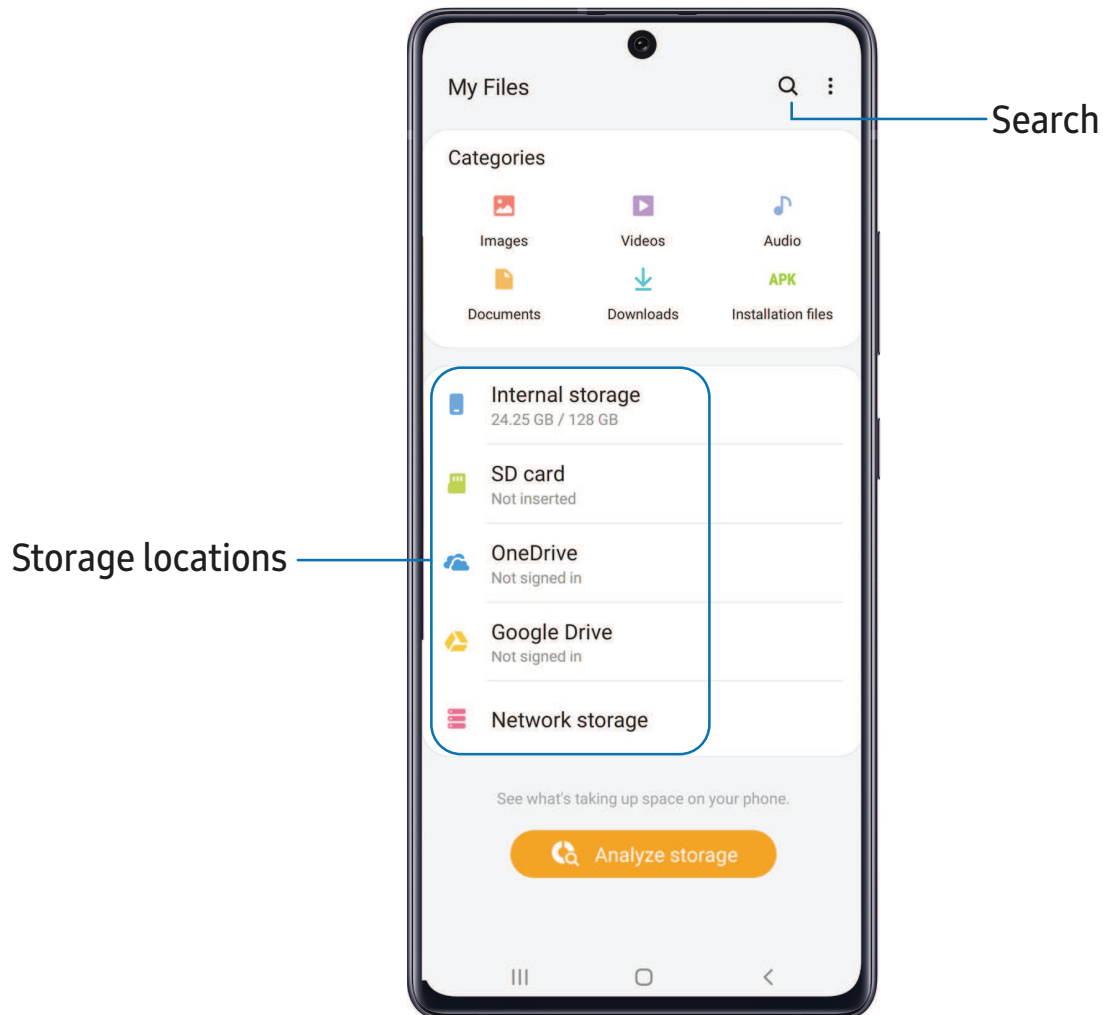 My Files
Search
Categories
Images Videos Audio
APK
Documents Downloads Installation files
Internal storage
24.25 GB / 128 GB
SD card
Not inserted
Storage locations
OneDrive
Not signed in
Google Drive
Not signed in
Network storage
See what's taking up space on your phone.
Analyze storage